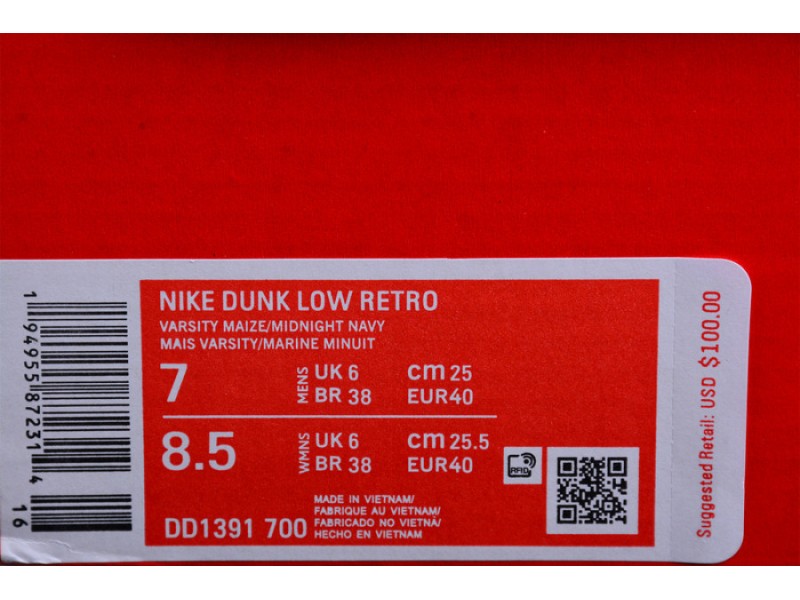 NIKE DUNK LOW RETRO
VARSITY MAIZE/MIDNIGHT NAVY
MAIS VARSITY/MARINE MINUIT
7 MENS UK 6 cm 25
BR 38 EUR40
8.5 WMNS UK 6 cm 25.5
BR 38 EUR40
RFID
DD1391 700
MADE IN VIETNAM/
FABRIQUE AU VIETNAM/
FABRICADO NO VIETNÃ/
HECHO EN VIETNAM
1 94955 87231 4
16
Suggested Retail: USD $100.00